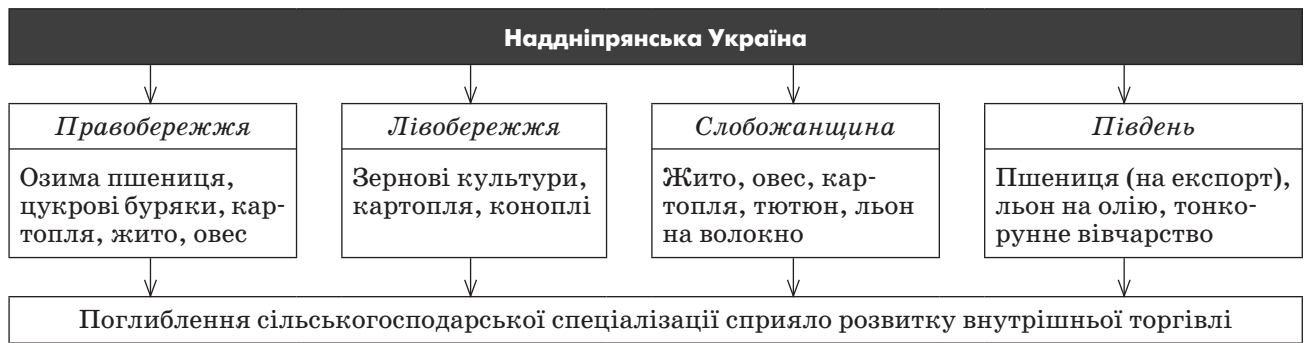 Наддніпрянська Україна
Правобережжя
Озима пшениця,
цукрові буряки, кар-
топля, жито, овес
Лівобережжя
Зернові культури,
картопля, коноплі
Слобожанщина
Жито, овес, кар-
топля, тютюн, льон
на волокно
Південь
Пшениця (на експорт),
льон на олію, тонко-
рунне вівчарство
Поглиблення сільськогосподарської спеціалізації сприяло розвитку внутрішньої торгівлі